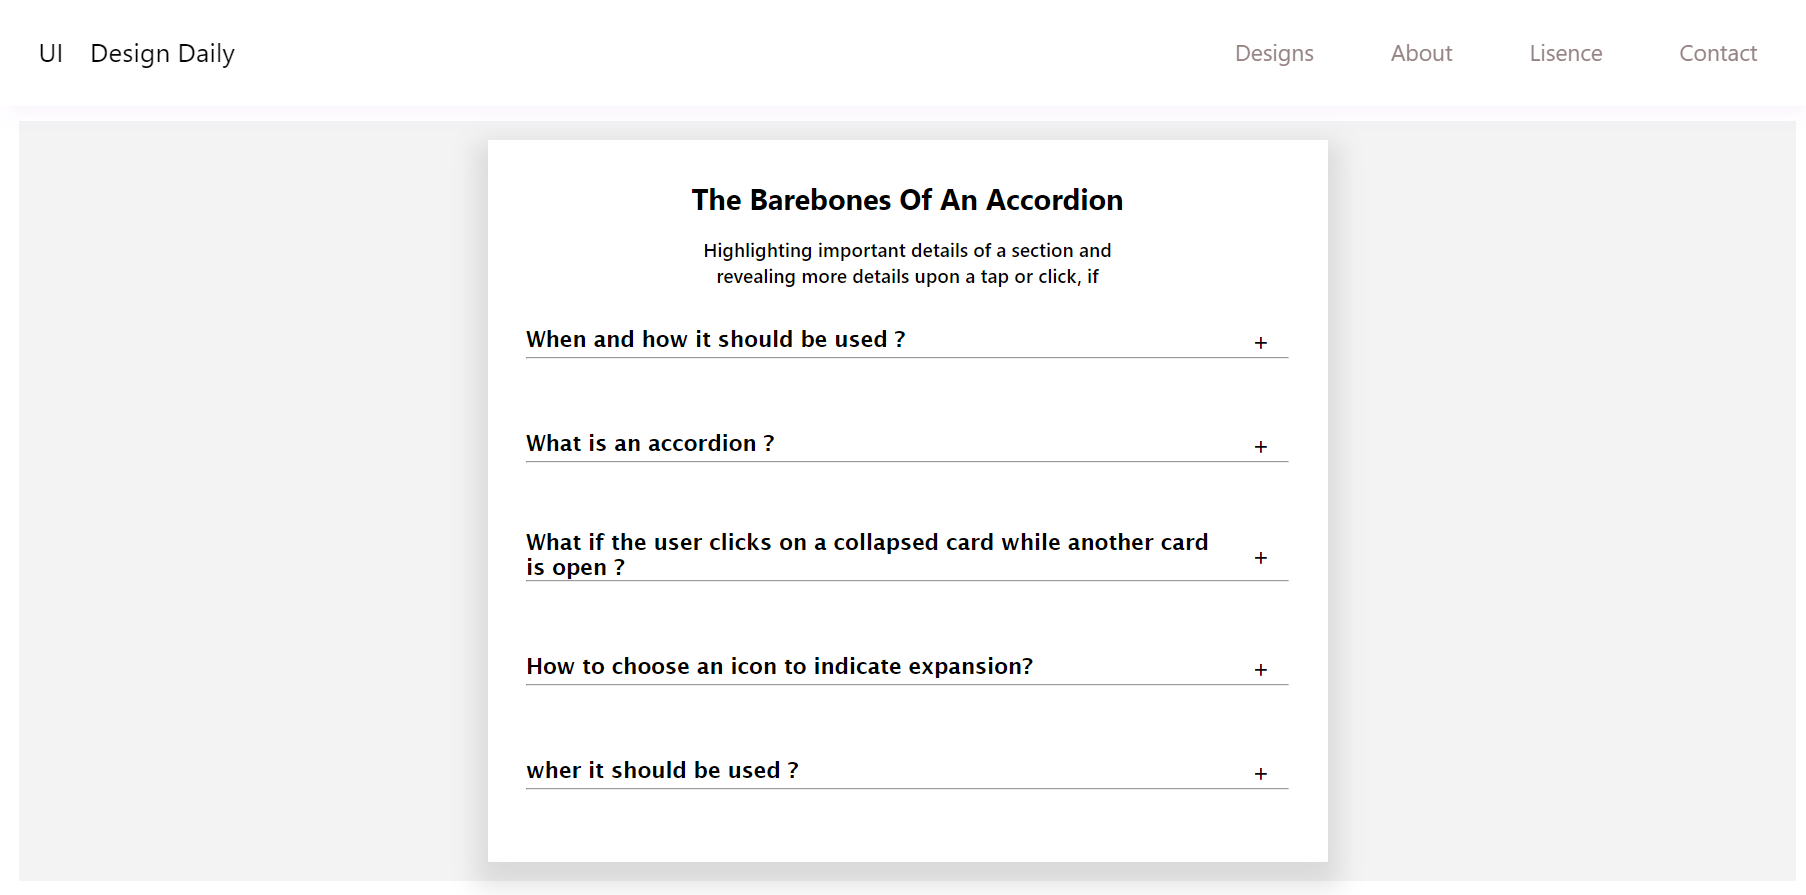 UI Design Daily
Designs About Lisence Contact
The Barebones Of An Accordion
Highlighting important details of a section and
revealing more details upon a tap or click, if
When and how it should be used ? +
What is an accordion ? +
What if the user clicks on a collapsed card while another card
is open ? +
How to choose an icon to indicate expansion? +
wher it should be used ? +